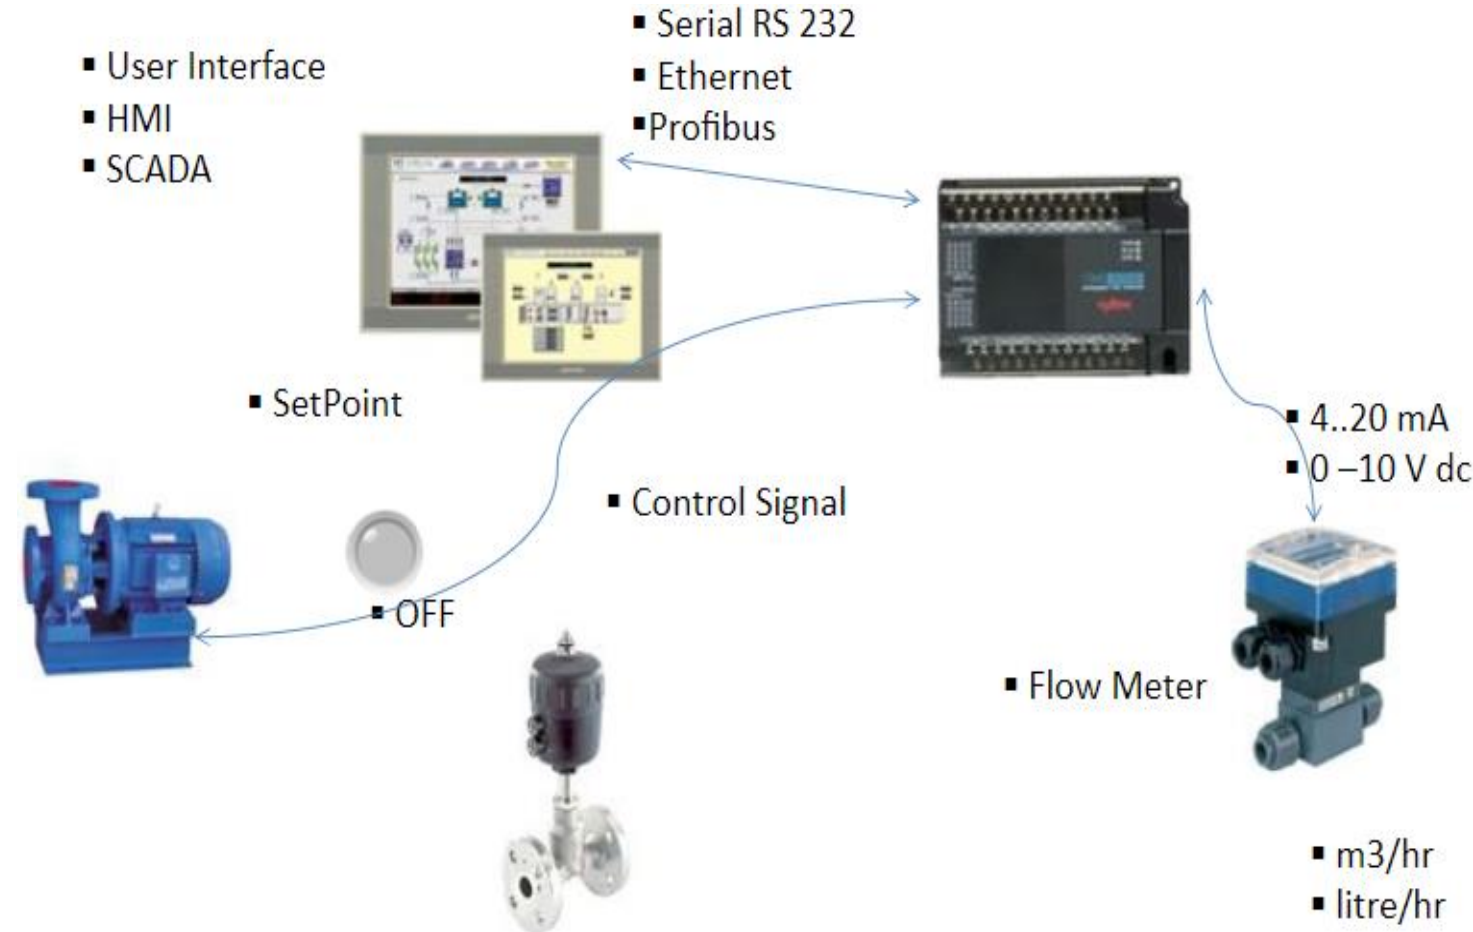 ▪ Serial RS 232
▪ Ethernet
▪Profibus
▪ User Interface
▪ HMI
▪ SCADA
▪ SetPoint
▪ Control Signal
▪ OFF
▪ 4..20 mA
▪ 0 –10 V dc
▪ Flow Meter
▪ m3/hr
▪ litre/hr